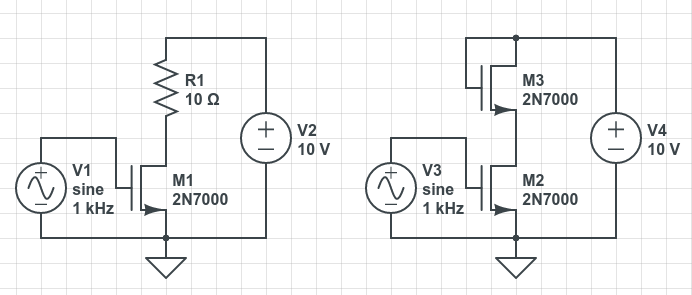 R1
10 Ω
V2
10 V
V1
sine
1 kHz
M1
2N7000
M3
2N7000
V4
10 V
V3
sine
1 kHz
M2
2N7000